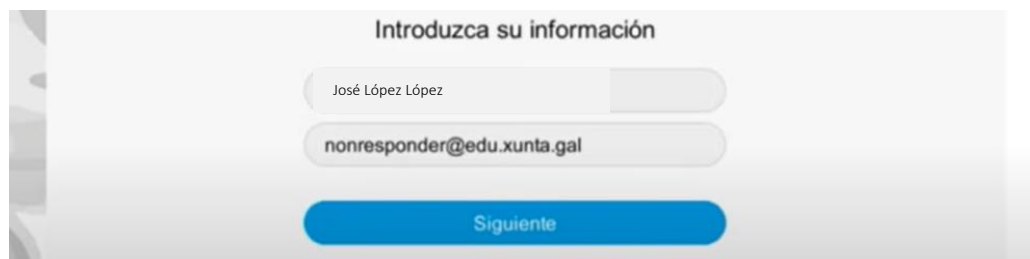 Introduzca su información
José López López
nonresponder@edu.xunta.gal
Siguiente